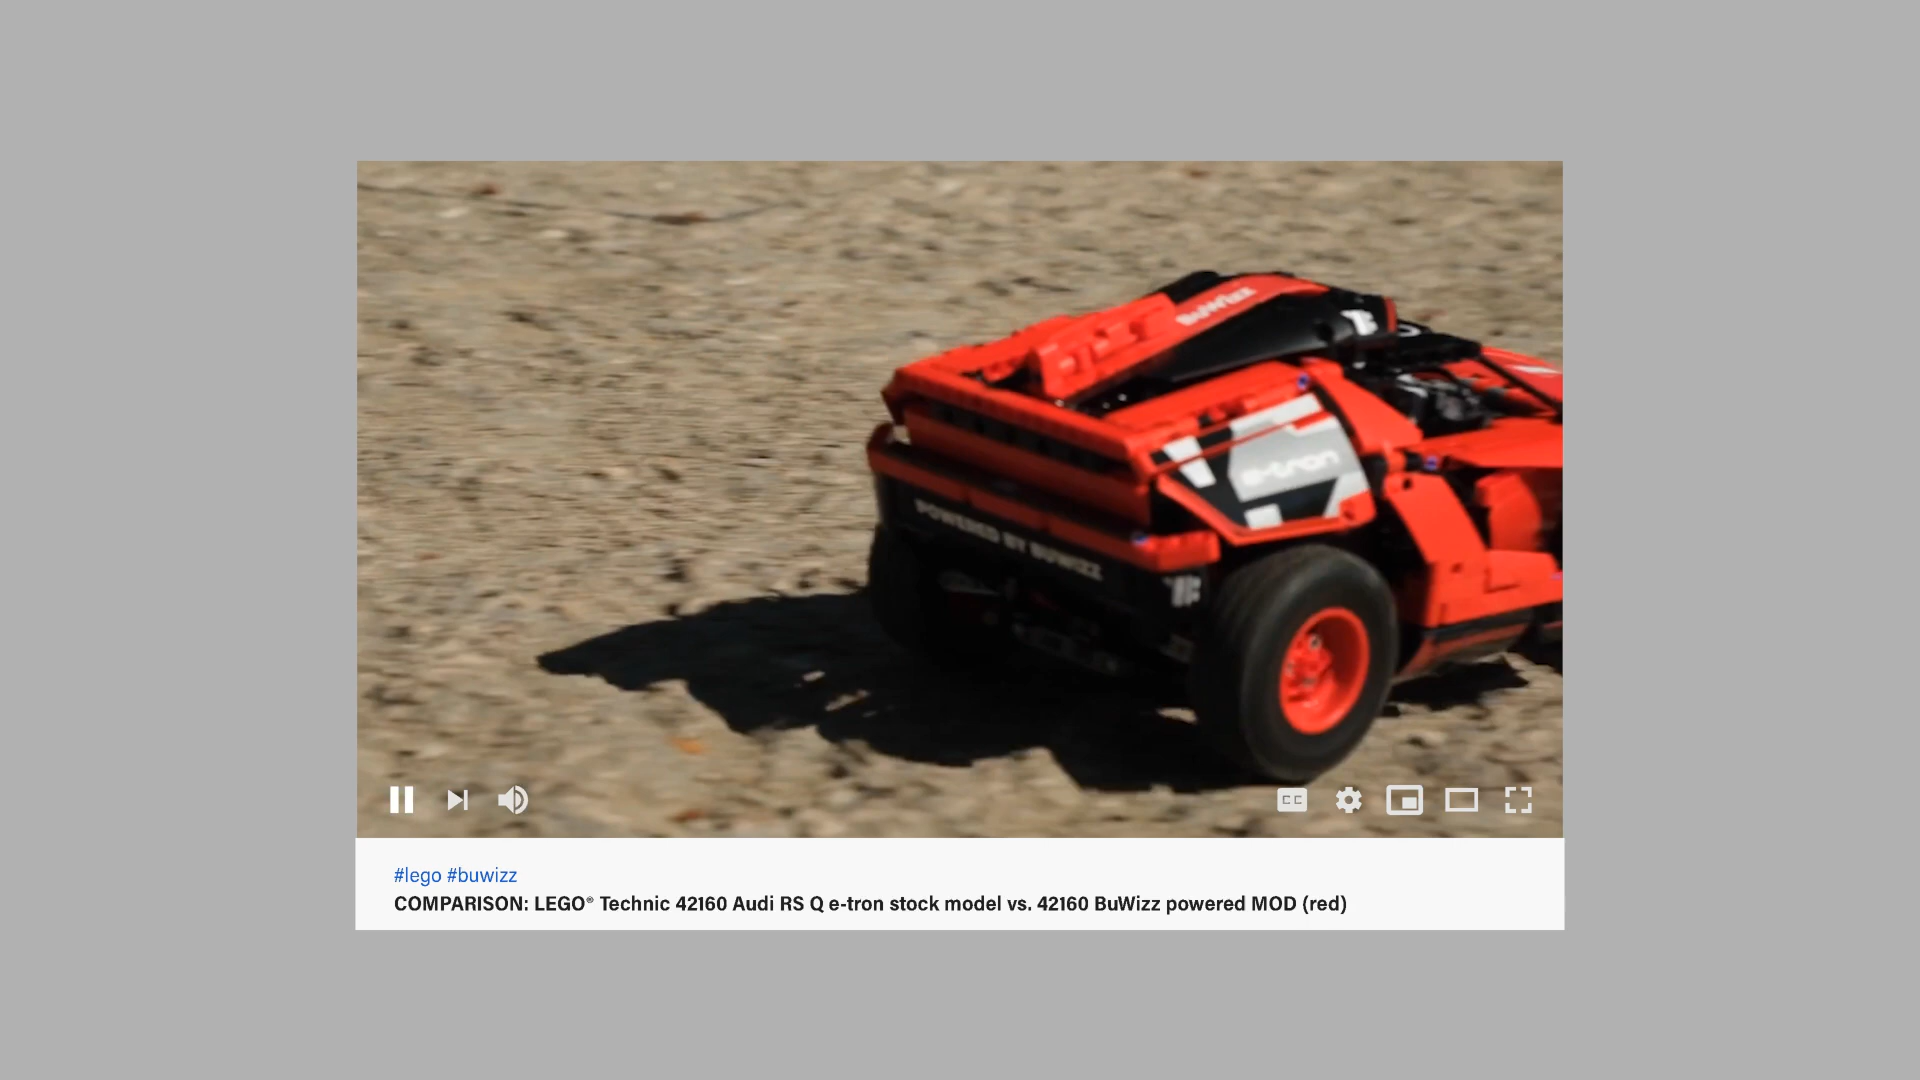 BuWizz
e-tron
POWERED BY BUWIZZ
CC
#lego #buwizz
COMPARISON: LEGO® Technic 42160 Audi RS Q e-tron stock model vs. 42160 BuWizz powered MOD (red)